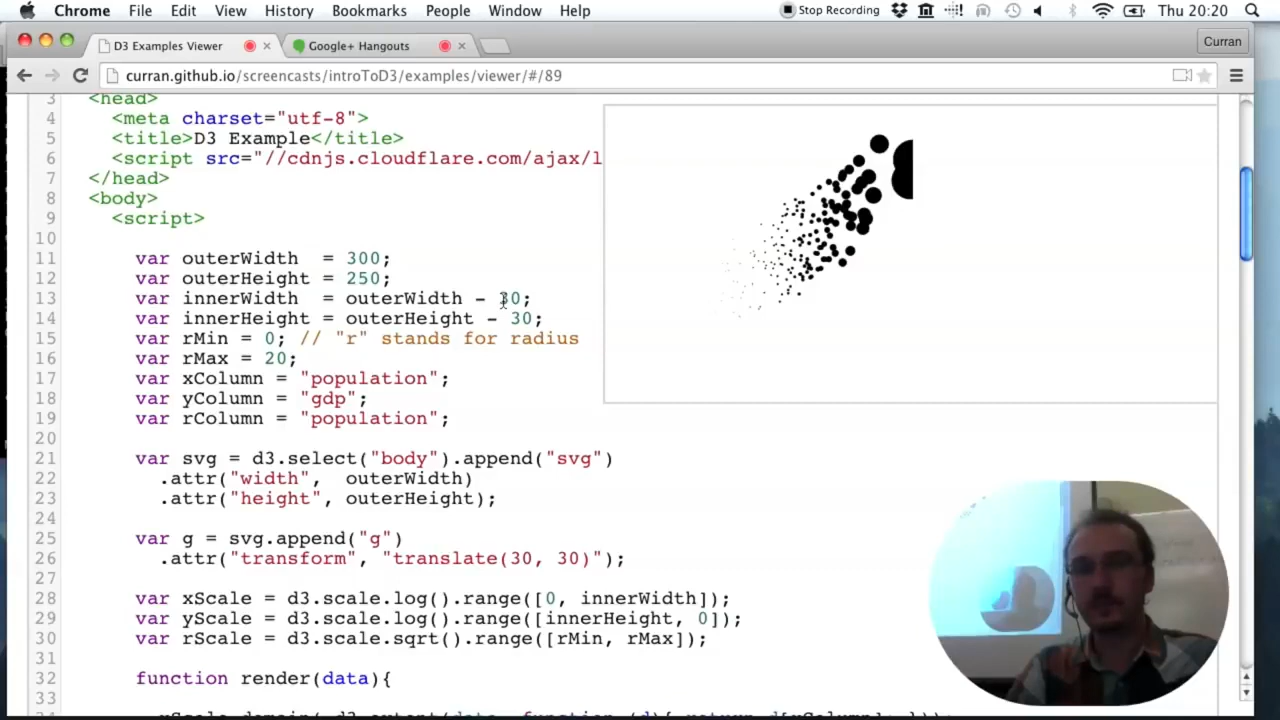 Chrome File Edit View History Bookmarks People Window Help Stop Recording Thu 20:20
D3 Examples Viewer Google+ Hangouts Curran
curran.github.io/screencasts/introToD3/examples/viewer/#/89
3 <head>
4 <meta charset="utf-8">
5 <title>D3 Example</title>
6 <script src="//cdnjs.cloudflare.com/ajax/l
7 </head>
8 <body>
9 <script>
10
11 var outerWidth = 300;
12 var outerHeight = 250;
13 var innerWidth = outerWidth - 30;
14 var innerHeight = outerHeight - 30;
15 var rMin = 0; // "r" stands for radius
16 var rMax = 20;
17 var xColumn = "population";
18 var yColumn = "gdp";
19 var rColumn = "population";
20
21 var svg = d3.select("body").append("svg")
22 .attr("width", outerWidth)
23 .attr("height", outerHeight);
24
25 var g = svg.append("g")
26 .attr("transform", "translate(30, 30)");
27
28 var xScale = d3.scale.log().range([0, innerWidth]);
29 var yScale = d3.scale.log().range([innerHeight, 0]);
30 var rScale = d3.scale.sqrt().range([rMin, rMax]);
31
32 function render(data){
33